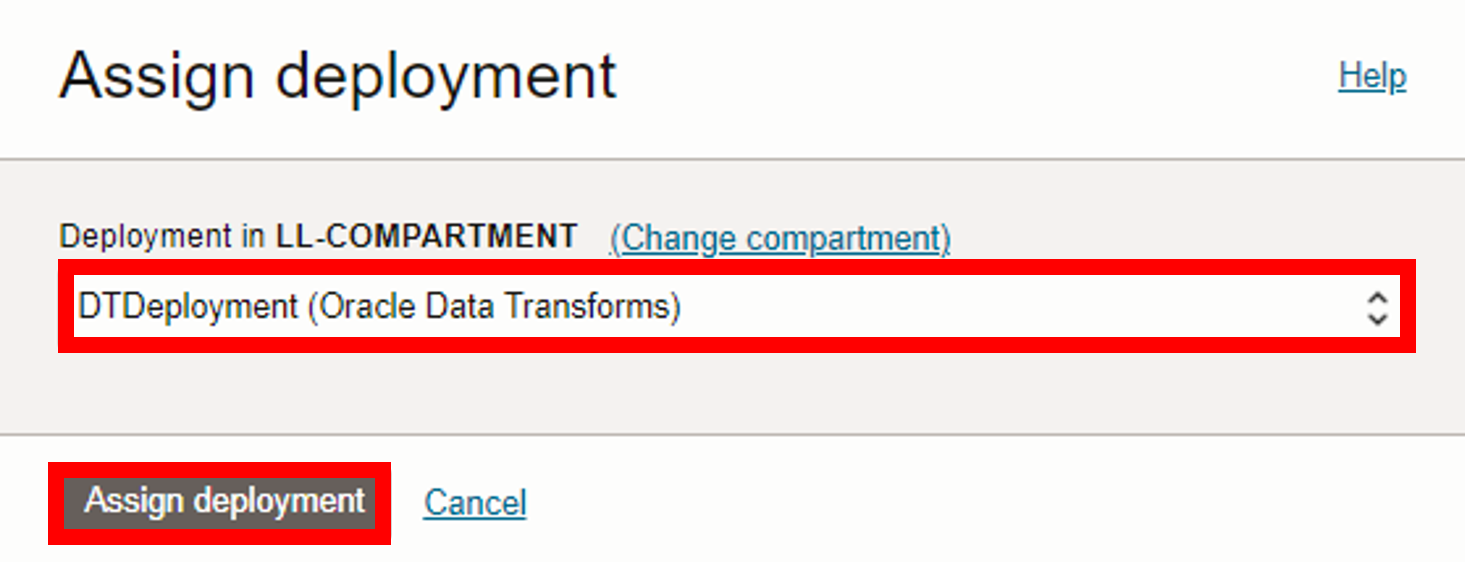 Assign deployment
Help
Deployment in LL-COMPARTMENT (Change compartment)
DTDeployment (Oracle Data Transforms)
Assign deployment Cancel